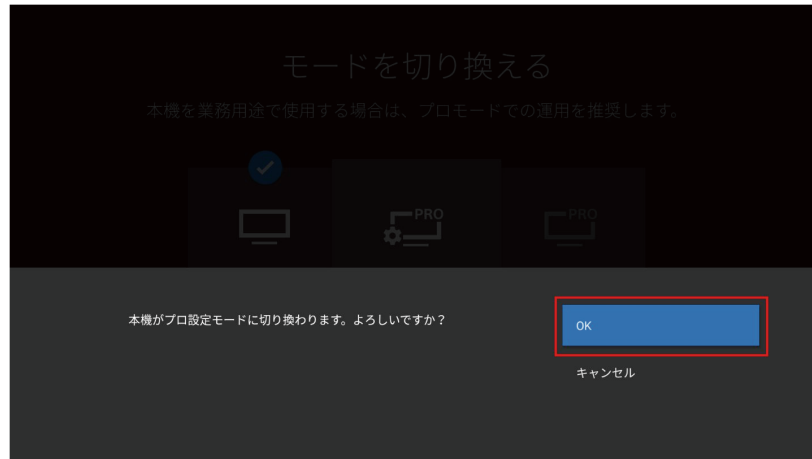 モードを切り換える
本機を業務用途で使用する場合は、プロモードでの運用を推奨します。
PRO
PRO
本機がプロ設定モードに切り換わります。よろしいですか？
OK
キャンセル